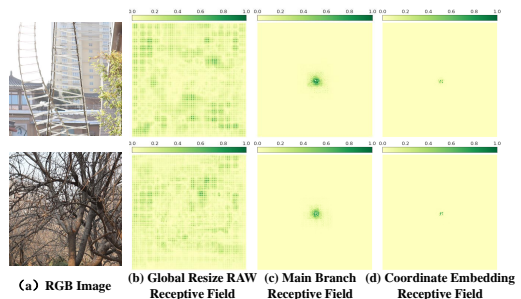 0.0 0.2 0.4 0.6 0.8 1.0 0.0 0.2 0.4 0.6 0.8 1.0 0.0 0.2 0.4 0.6 0.8 1.0
0.0 0.2 0.4 0.6 0.8 1.0 0.0 0.2 0.4 0.6 0.8 1.0 0.0 0.2 0.4 0.6 0.8 1.0
（a）RGB Image
(b) Global Resize RAW
Receptive Field
(c) Main Branch
Receptive Field
(d) Coordinate Embedding
Receptive Field